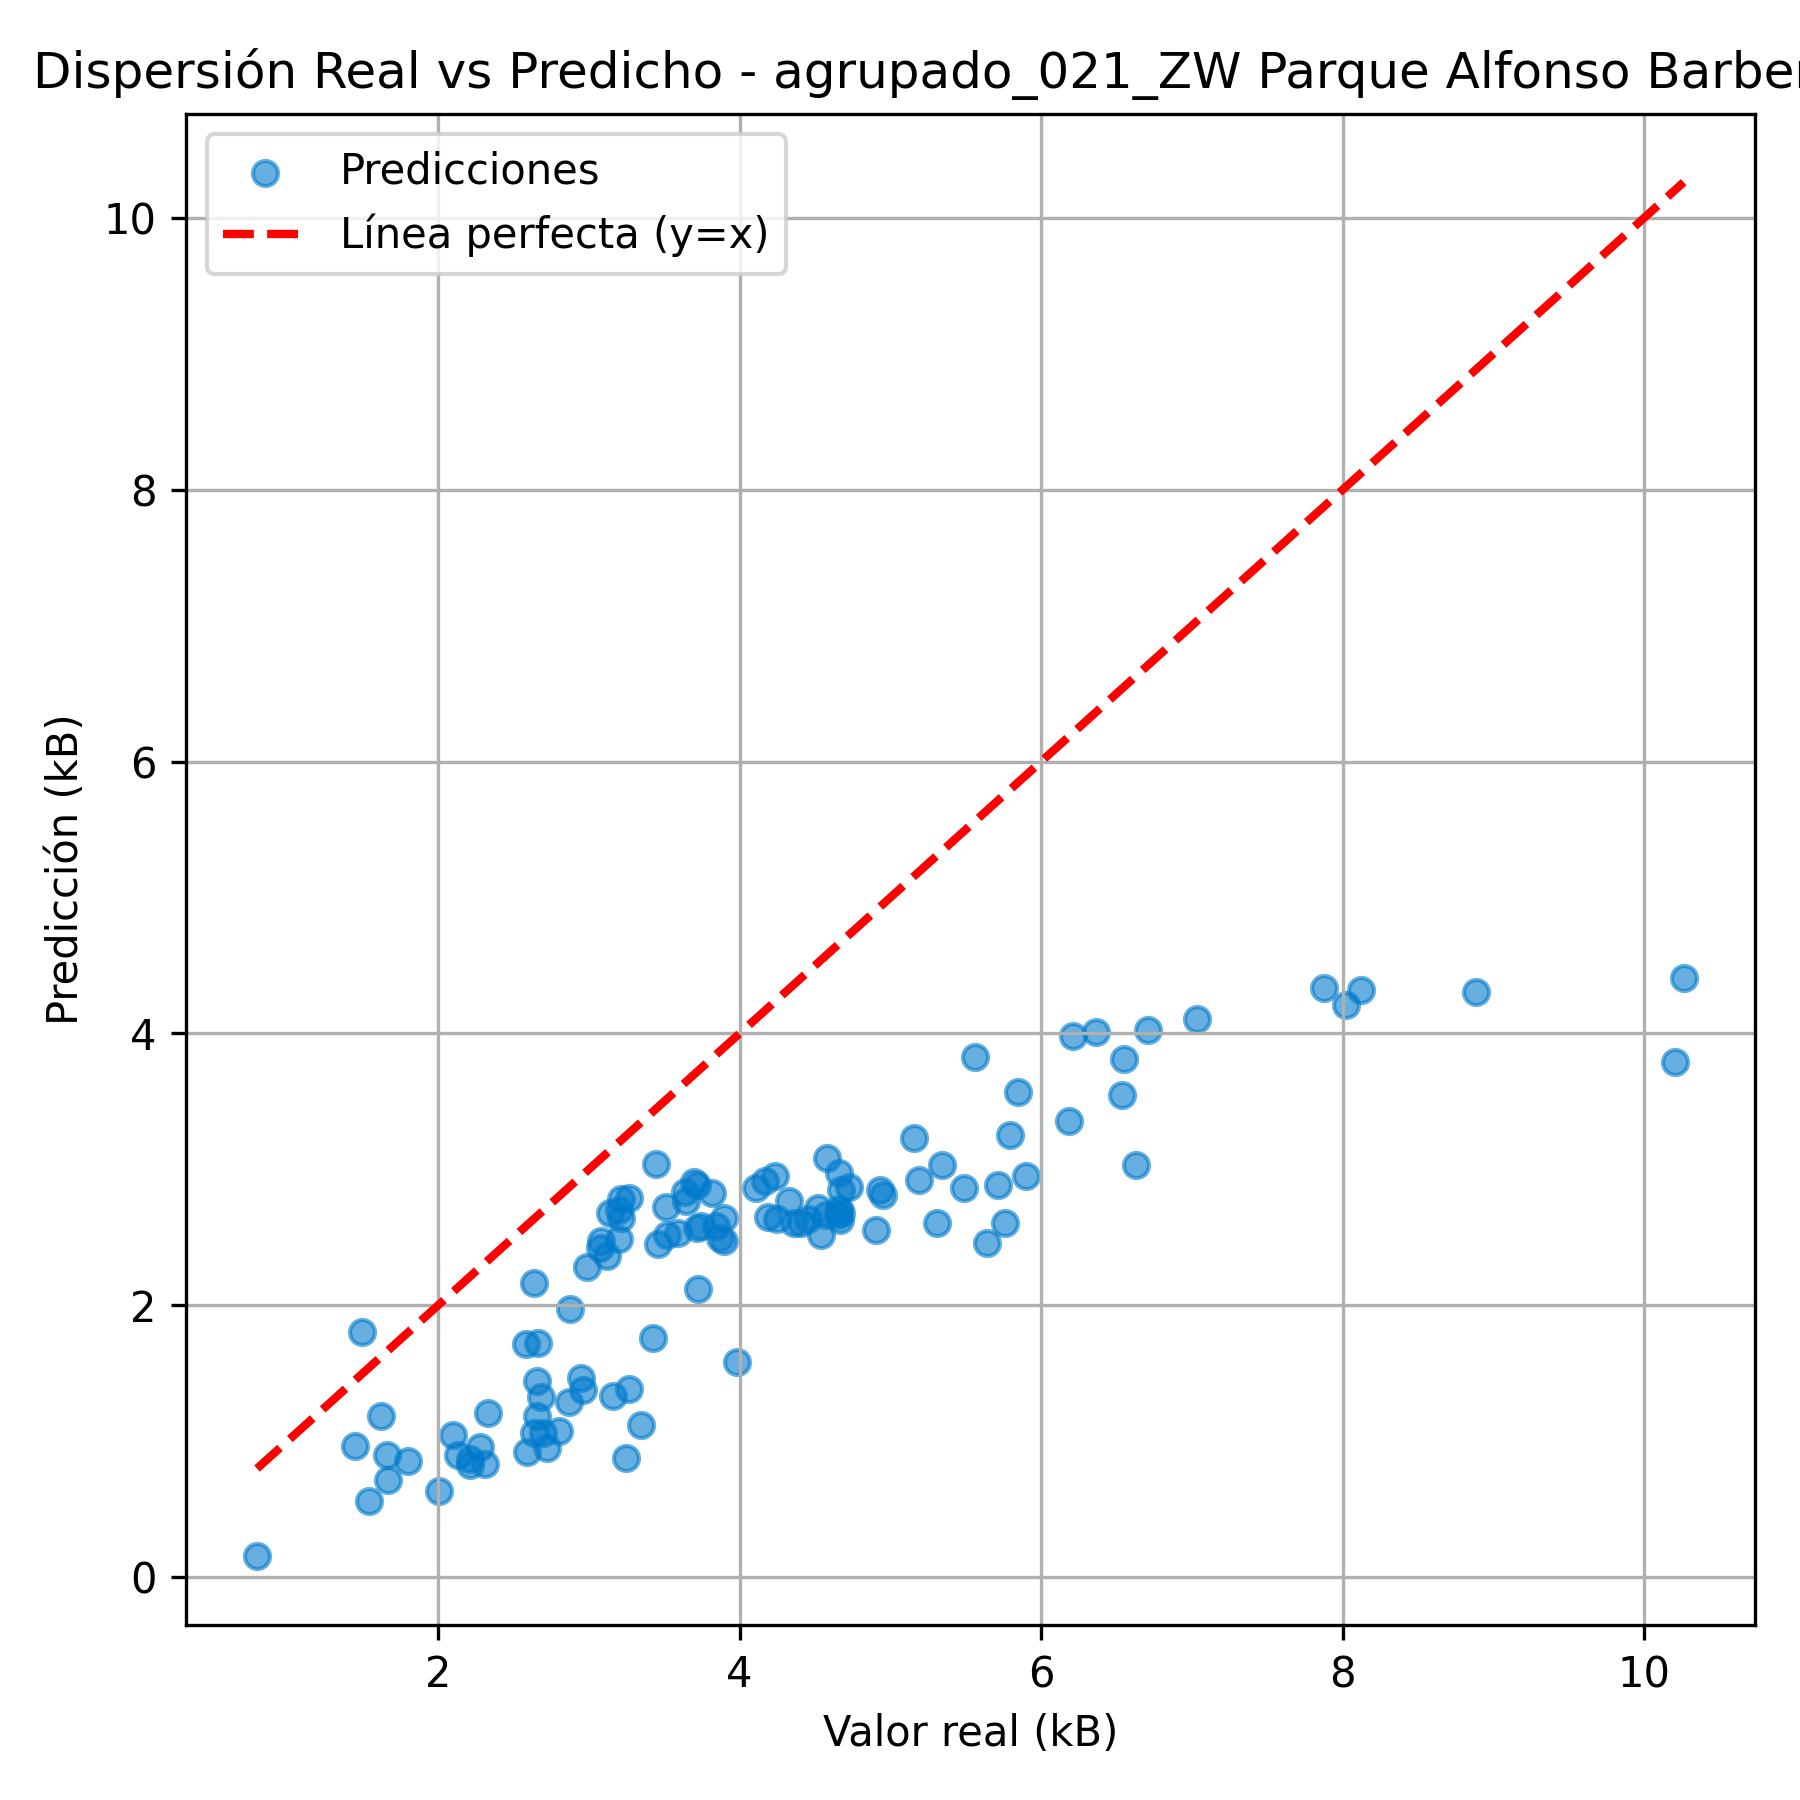 Dispersión Real vs Predicho - agrupado_021_ZW Parque Alfonso Barber
Predicciones
Línea perfecta (y=x)
10
8
6
4
2
0
Predicción (kB)
2 4 6 8 10
Valor real (kB)